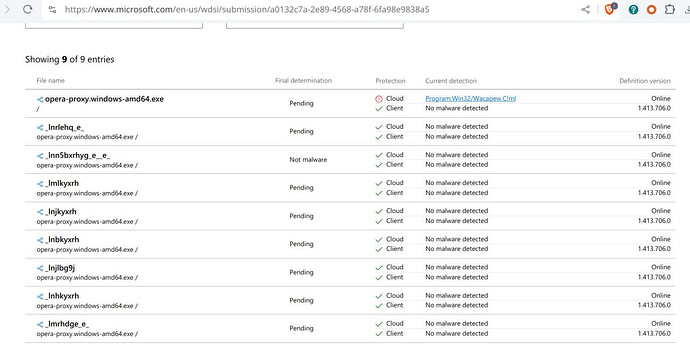 https://www.microsoft.com/en-us/wdsi/submission/a0132c7a-2e89-4568-a78f-6fa98e9838a5
Showing 9 of 9 entries
File name Final determination Protection Current detection Definition version
opera-proxy.windows-amd64.exe Pending Cloud Program:Win32/Wacapew.C!ml Online
/ Client No malware detected 1.413.706.0
_lnrlehq_e_ Pending Cloud No malware detected Online
opera-proxy.windows-amd64.exe / Client No malware detected 1.413.706.0
_lnn5bxrhyg_e__e_ Not malware Cloud No malware detected Online
opera-proxy.windows-amd64.exe / Client No malware detected 1.413.706.0
_lmlkyxrh Pending Cloud No malware detected Online
opera-proxy.windows-amd64.exe / Client No malware detected 1.413.706.0
_lnjkyxrh Pending Cloud No malware detected Online
opera-proxy.windows-amd64.exe / Client No malware detected 1.413.706.0
_lnbkyxrh Pending Cloud No malware detected Online
opera-proxy.windows-amd64.exe / Client No malware detected 1.413.706.0
_lnjlbg9j Pending Cloud No malware detected Online
opera-proxy.windows-amd64.exe / Client No malware detected 1.413.706.0
_lnhkyxrh Pending Cloud No malware detected Online
opera-proxy.windows-amd64.exe / Client No malware detected 1.413.706.0
_lmrhdge_e_ Pending Cloud No malware detected Online
opera-proxy.windows-amd64.exe / Client No malware detected 1.413.706.0